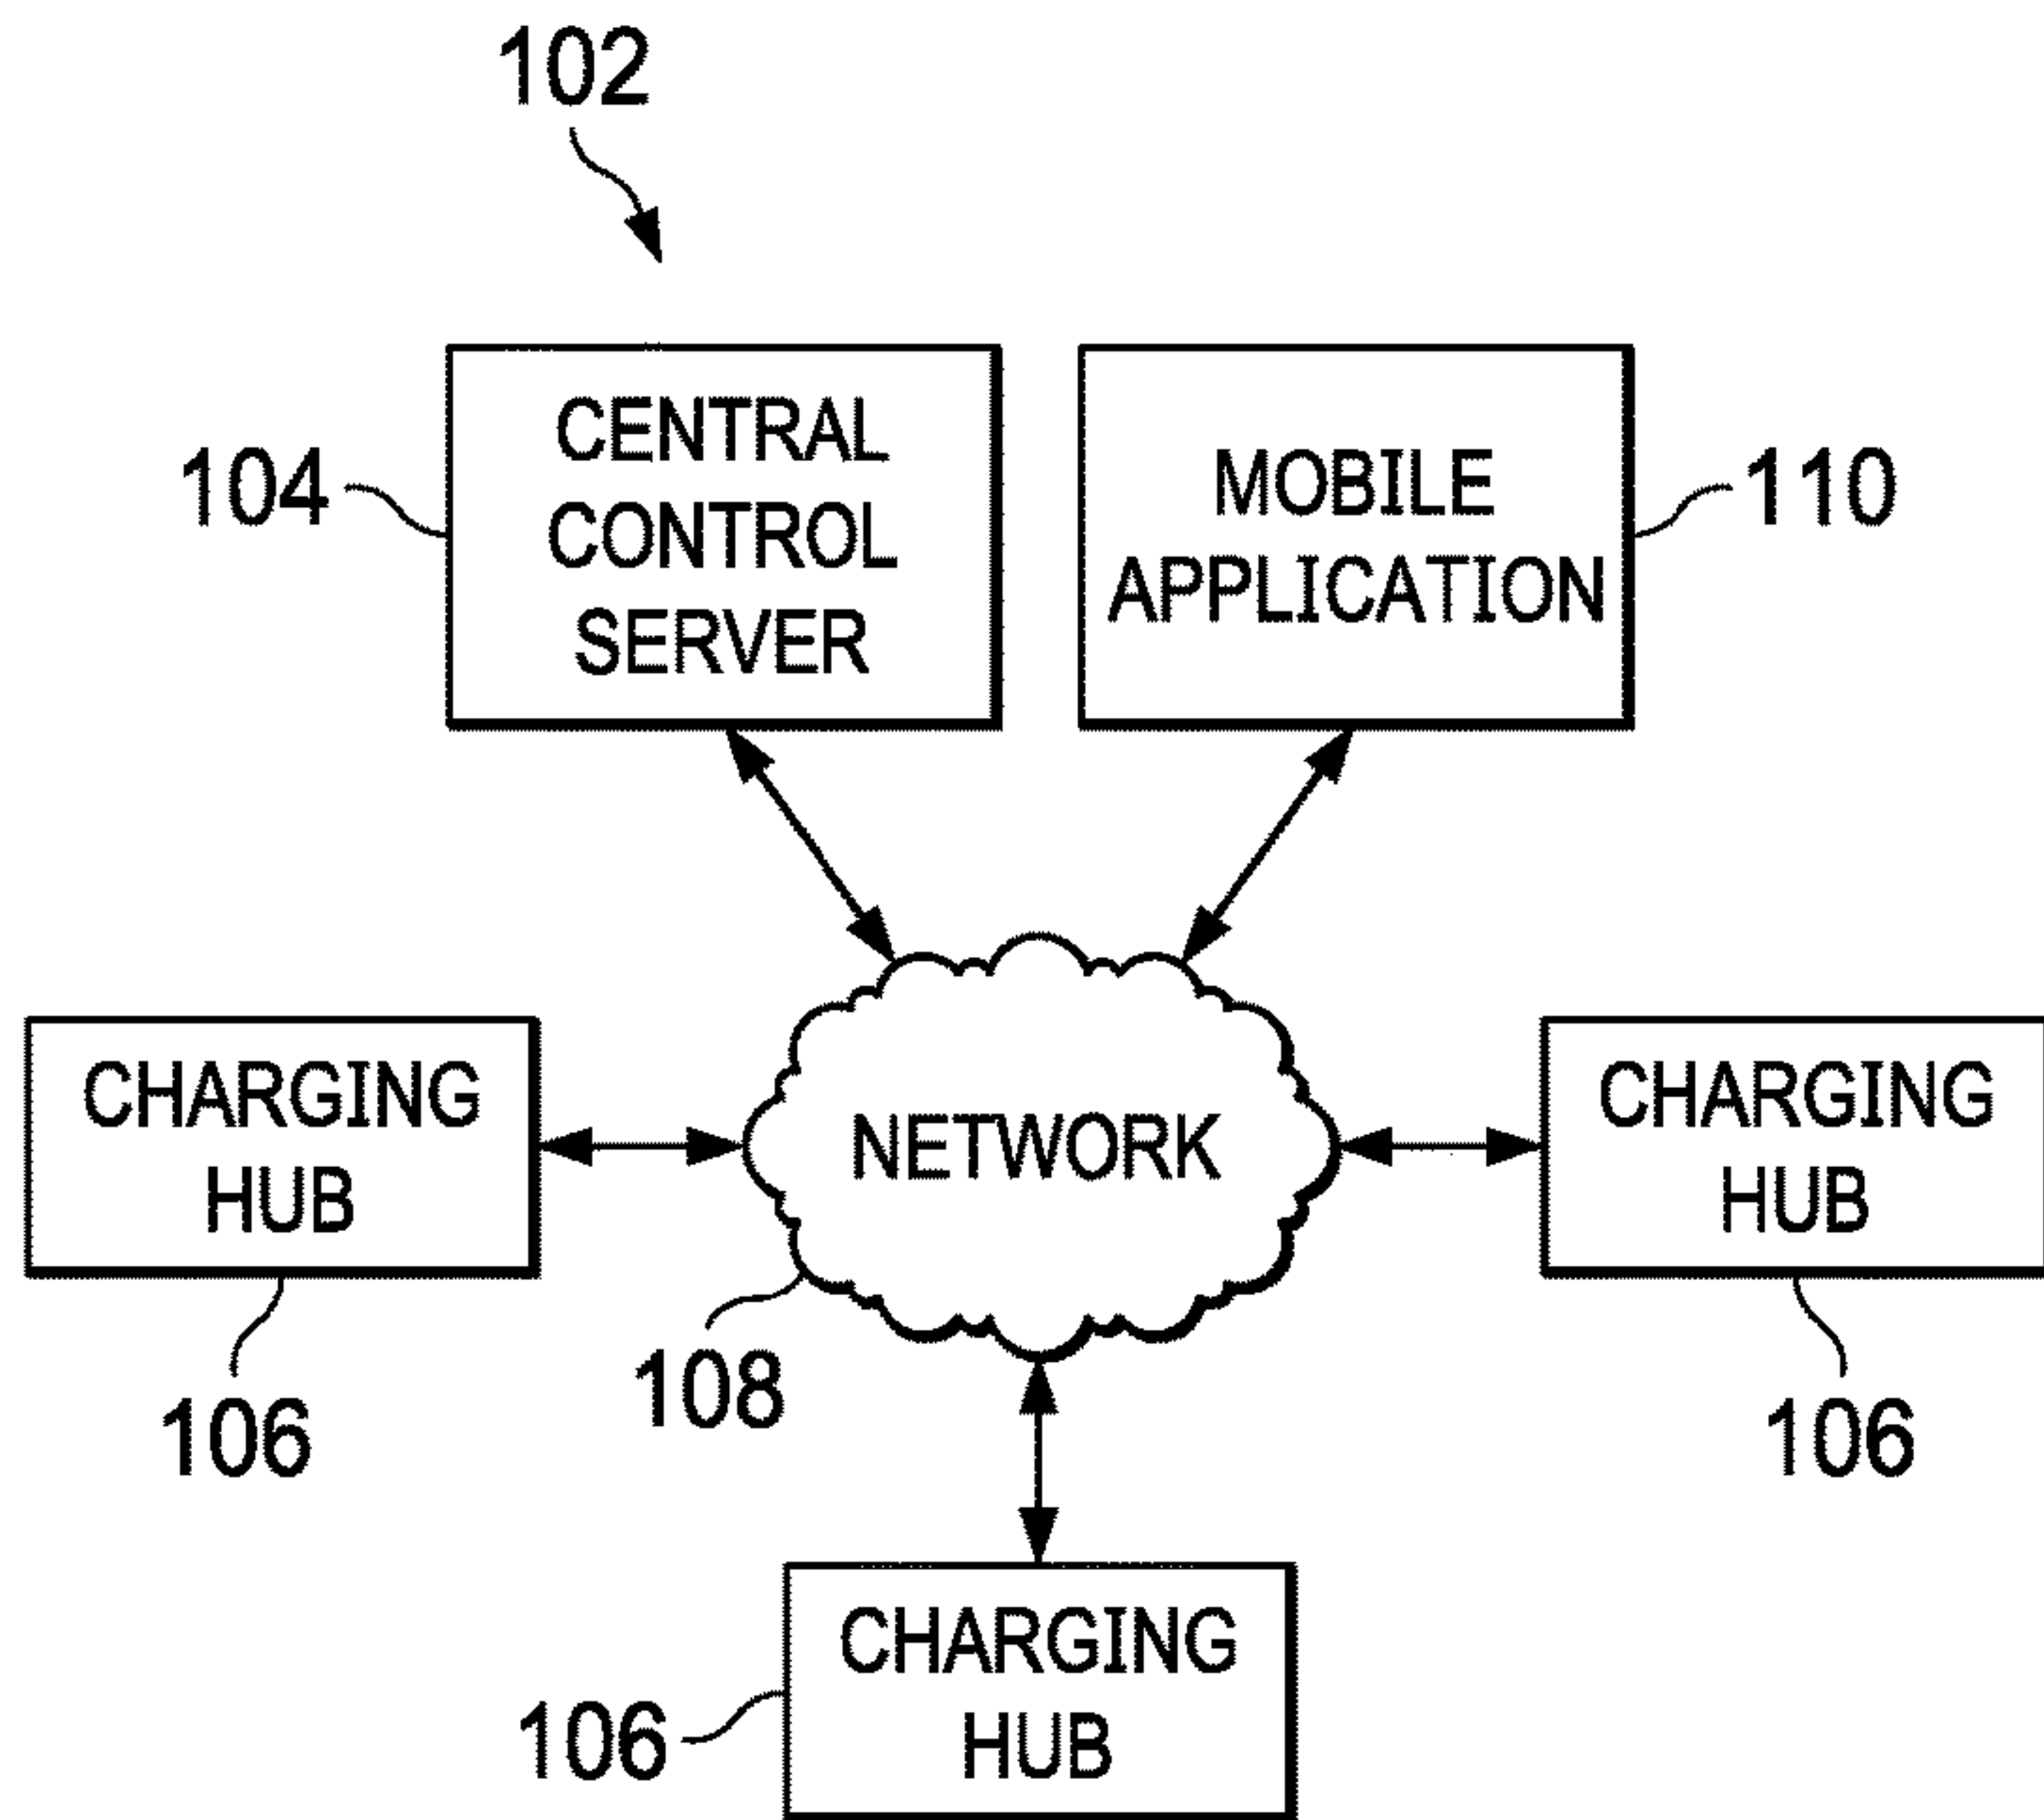 102
CENTRAL
CONTROL
SERVER
104
MOBILE
APPLICATION
110
CHARGING
HUB
106
NETWORK
108
CHARGING
HUB
106
CHARGING
HUB
106